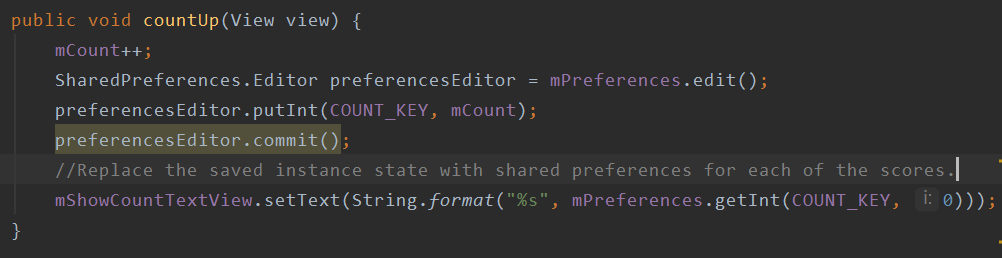 public void countUp(View view) {
mCount++;
SharedPreferences.Editor preferencesEditor = mPreferences.edit();
preferencesEditor.putInt(COUNT_KEY, mCount);
preferencesEditor.commit();
//Replace the saved instance state with shared preferences for each of the scores.
mShowCountTextView.setText(String.format("%s", mPreferences.getInt(COUNT_KEY, i: 0)));
}